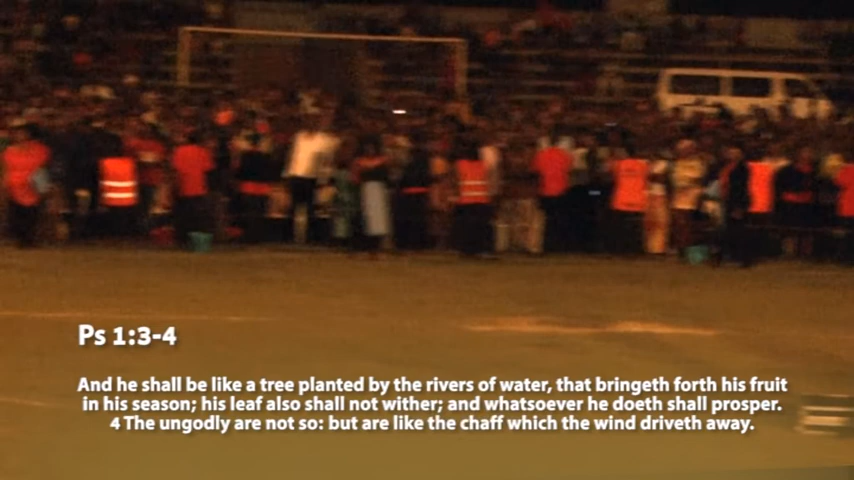 Ps 1:3-4
And he shall be like a tree planted by the rivers of water, that bringeth forth his fruit
in his season; his leaf also shall not wither; and whatsoever he doeth shall prosper.
4 The ungodly are not so: but are like the chaff which the wind driveth away.